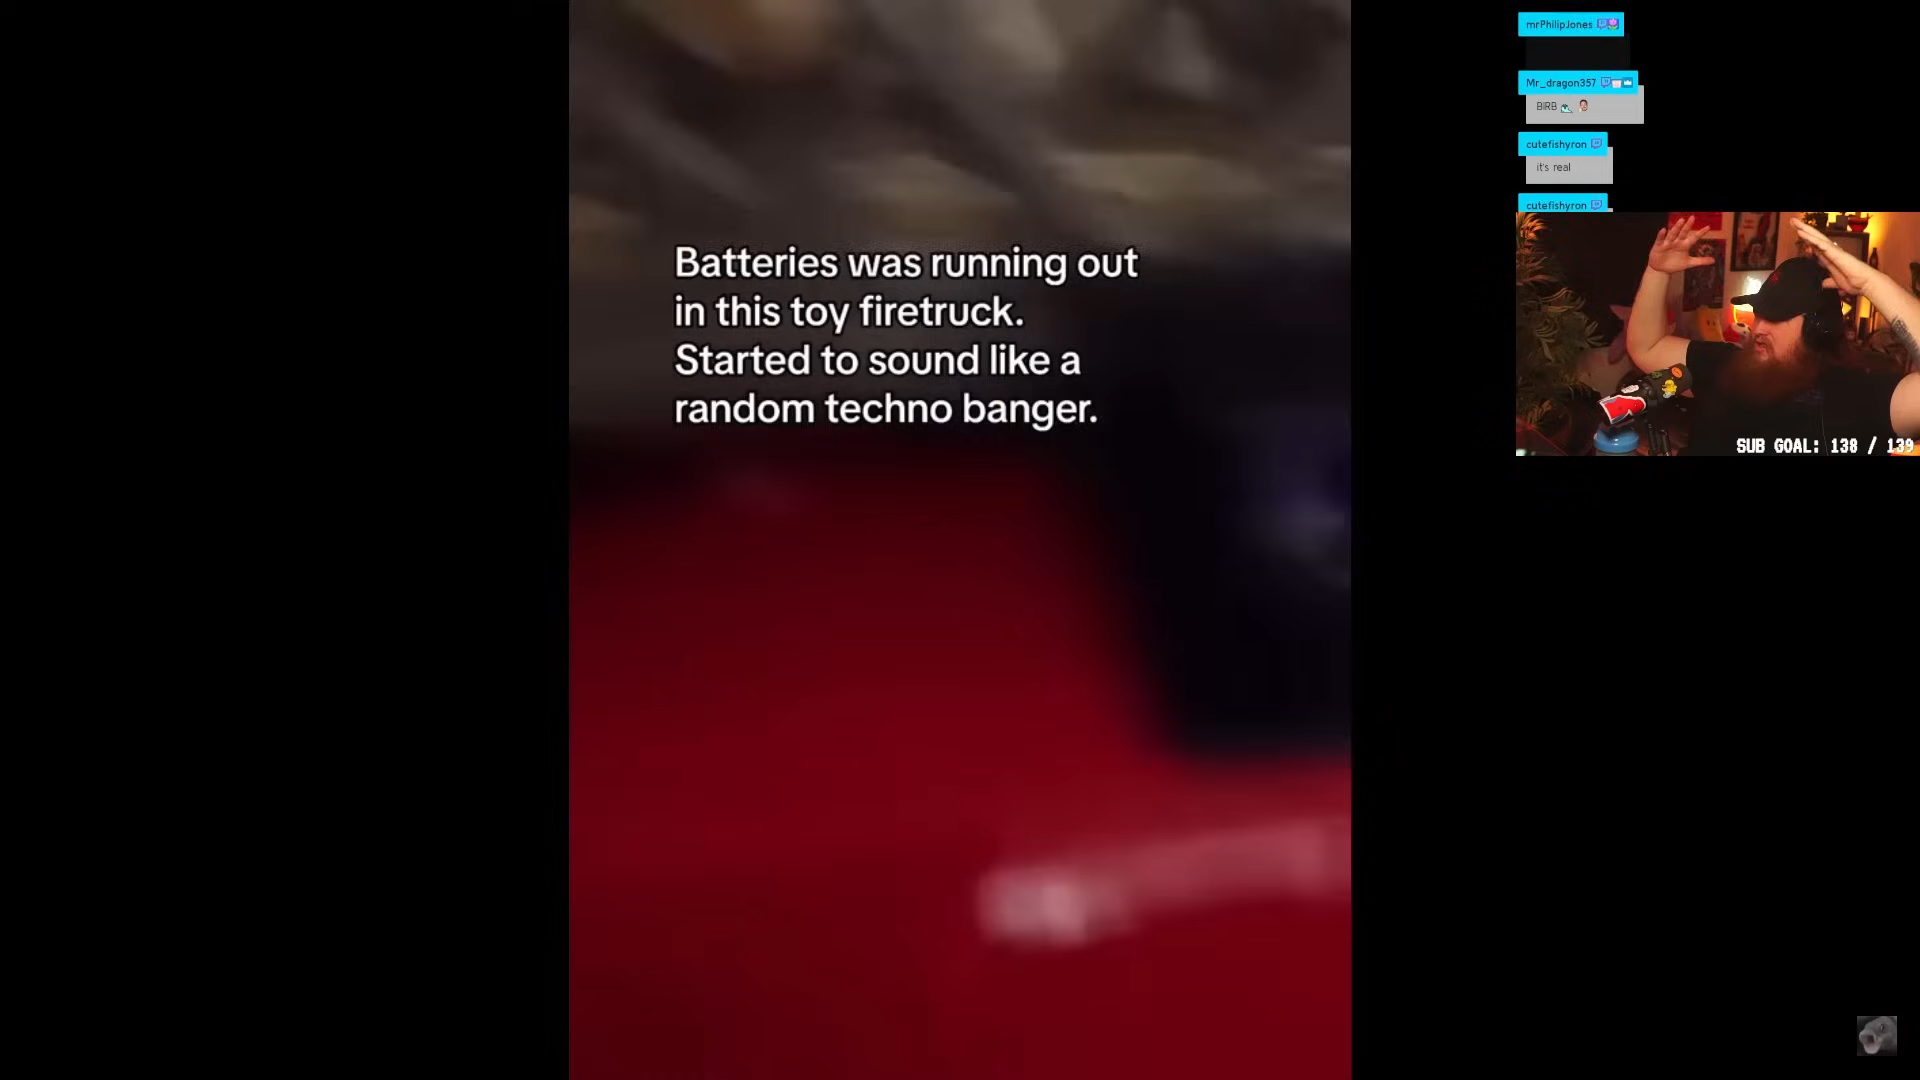 Batteries was running out
in this toy firetruck.
Started to sound like a
random techno banger.
mrPhilipJones
Mr_dragon357
BIRB
cutefishyron
it's real
cutefishyron
SUB GOAL: 138 / 139